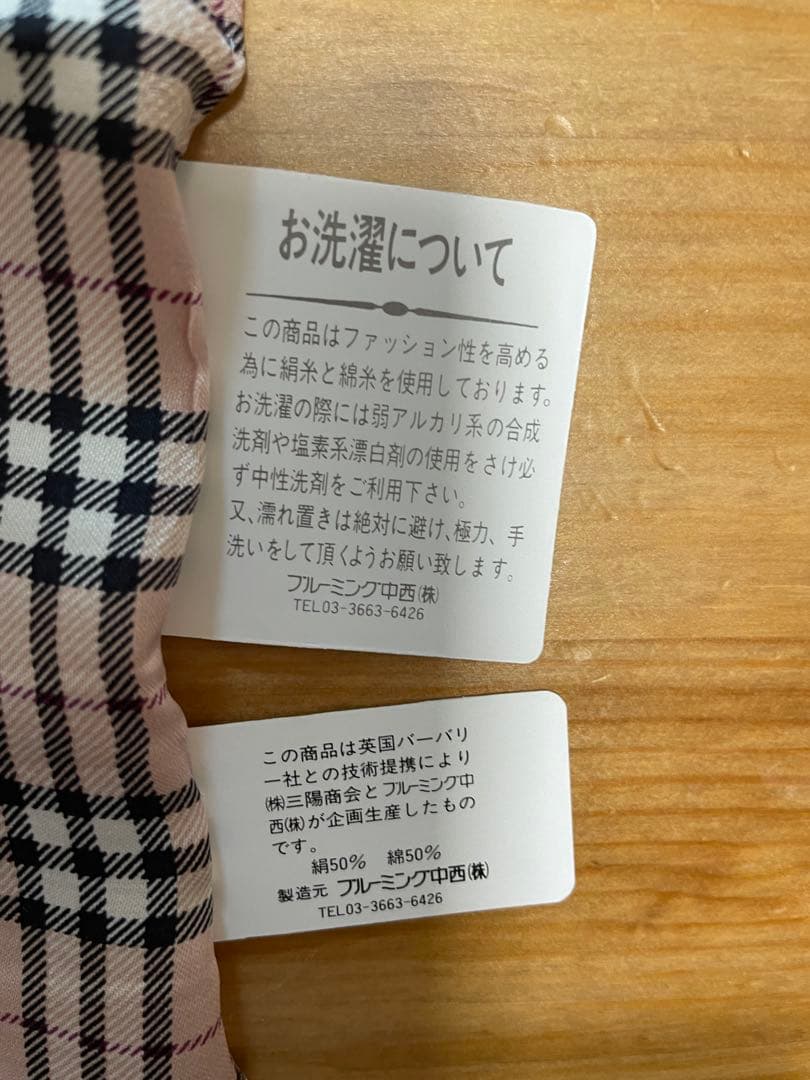 お洗濯について
この商品はファッション性を高める
為に絹糸と綿糸を使用しております。
お洗濯の際には弱アルカリ系の合成
洗剤や塩素系漂白剤の使用をさけ必
ず中性洗剤をご利用下さい。
又、濡れ置きは絶対に避け、極力、手
洗いをして頂くようお願い致します。
ブルーミング中西(株)
TEL03-3663-6426
この商品は英国バーバリ
一社との技術提携により
(株)三陽商会とブルーミング中
西(株)が企画生産したもの
です。
絹50% 綿50%
製造元 ブルーミング中西(株)
TEL03-3663-6426